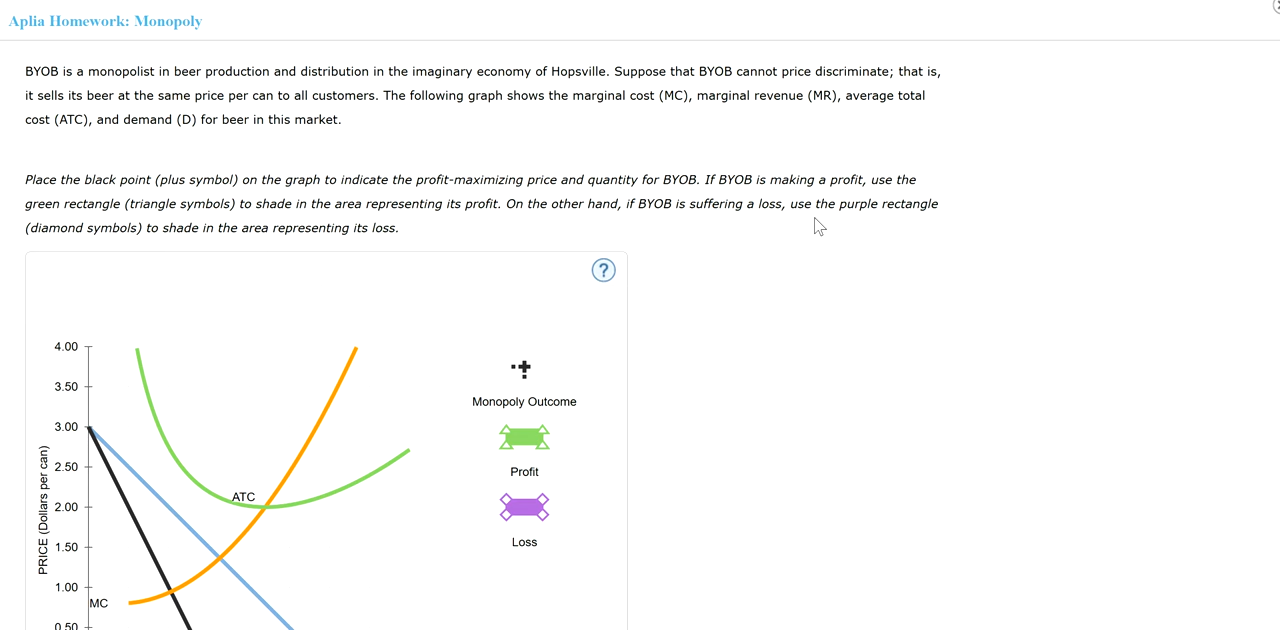 Aplia Homework: Monopoly
BYOB is a monopolist in beer production and distribution in the imaginary economy of Hopsville. Suppose that BYOB cannot price discriminate; that is,
it sells its beer at the same price per can to all customers. The following graph shows the marginal cost (MC), marginal revenue (MR), average total
cost (ATC), and demand (D) for beer in this market.
Place the black point (plus symbol) on the graph to indicate the profit-maximizing price and quantity for BYOB. If BYOB is making a profit, use the
green rectangle (triangle symbols) to shade in the area representing its profit. On the other hand, if BYOB is suffering a loss, use the purple rectangle
(diamond symbols) to shade in the area representing its loss.
?
4.00
3.50
3.00
2.50
2.00
1.50
1.00
0.50
PRICE (Dollars per can)
ATC
MC
Monopoly Outcome
Profit
Loss